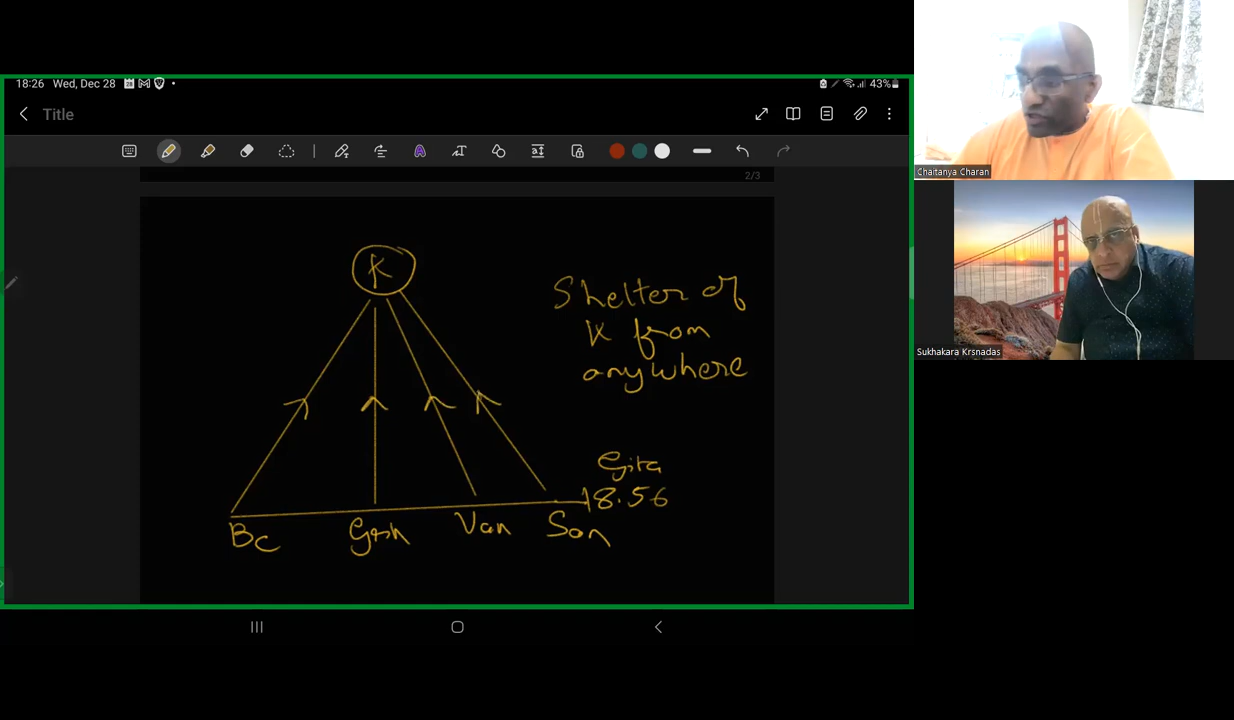 18:26 Wed, Dec 28
43%
Title
2/3
K
Shelter of
K from
anywhere
Gita
18.56
Bc
Grsh
Van
San
Chaitanya Charan
Sukhakara Krsnadas